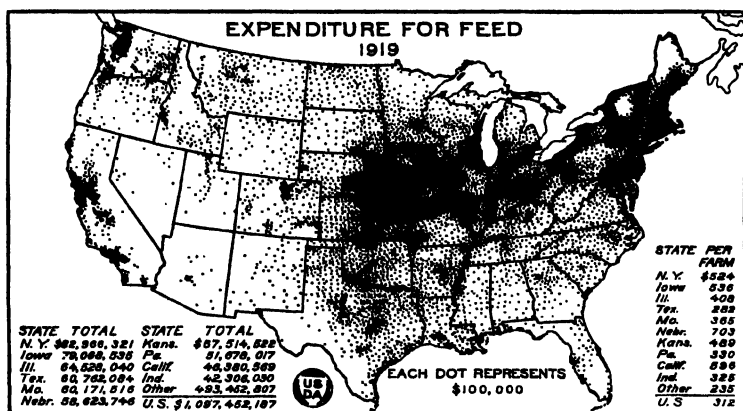 EXPENDITURE FOR FEED
1919
STATE TOTAL STATE TOTAL
N.Y. $82,966,321 Kans. $57,514,522
Iowa 79,068,535 Pa. 51,678,017
Ill. 64,528,040 Calif. 46,380,569
Tex. 60,762,084 Ind. 42,306,030
Mo. 60,171,516 Other 493,452,807
Nebr. 58,623,746 U.S. $1,097,452,187
US
DA
EACH DOT REPRESENTS
$100,000
STATE PER
FARM
N.Y. $524
Iowa 536
Ill. 408
Tex.
Mo. 365
Nebr. 703
Kans. 489
Pa. 330
Calif. 596
Ind. 325
Other 235
U.S 312